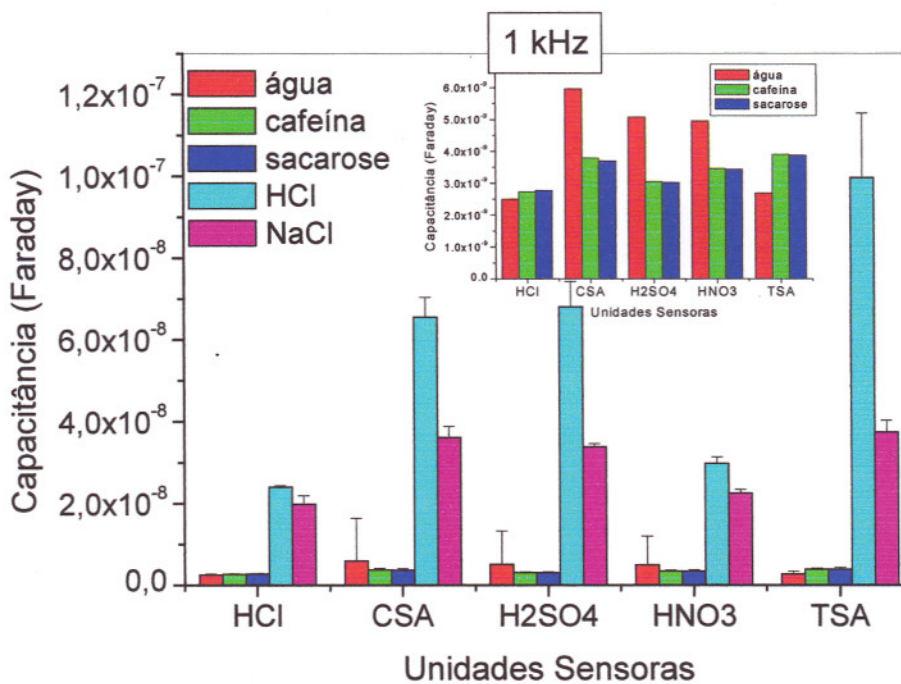 1 kHz
Capacitância (Faraday)
1,2x10⁻⁷
1,0x10⁻⁷
8,0x10⁻⁸
6,0x10⁻⁸
4,0x10⁻⁸
2,0x10⁻⁸
0,0
água
cafeína
sacarose
HCl
NaCl
Capacitância (Faraday)
6.0x10⁻⁹
5.0x10⁻⁹
4.0x10⁻⁹
3.0x10⁻⁹
2.0x10⁻⁹
1.0x10⁻⁹
0.0
água
cafeína
sacarose
HCl CSA H2SO4 HNO3 TSA
Unidades Sensoras
HCl CSA H2SO4 HNO3 TSA
Unidades Sensoras